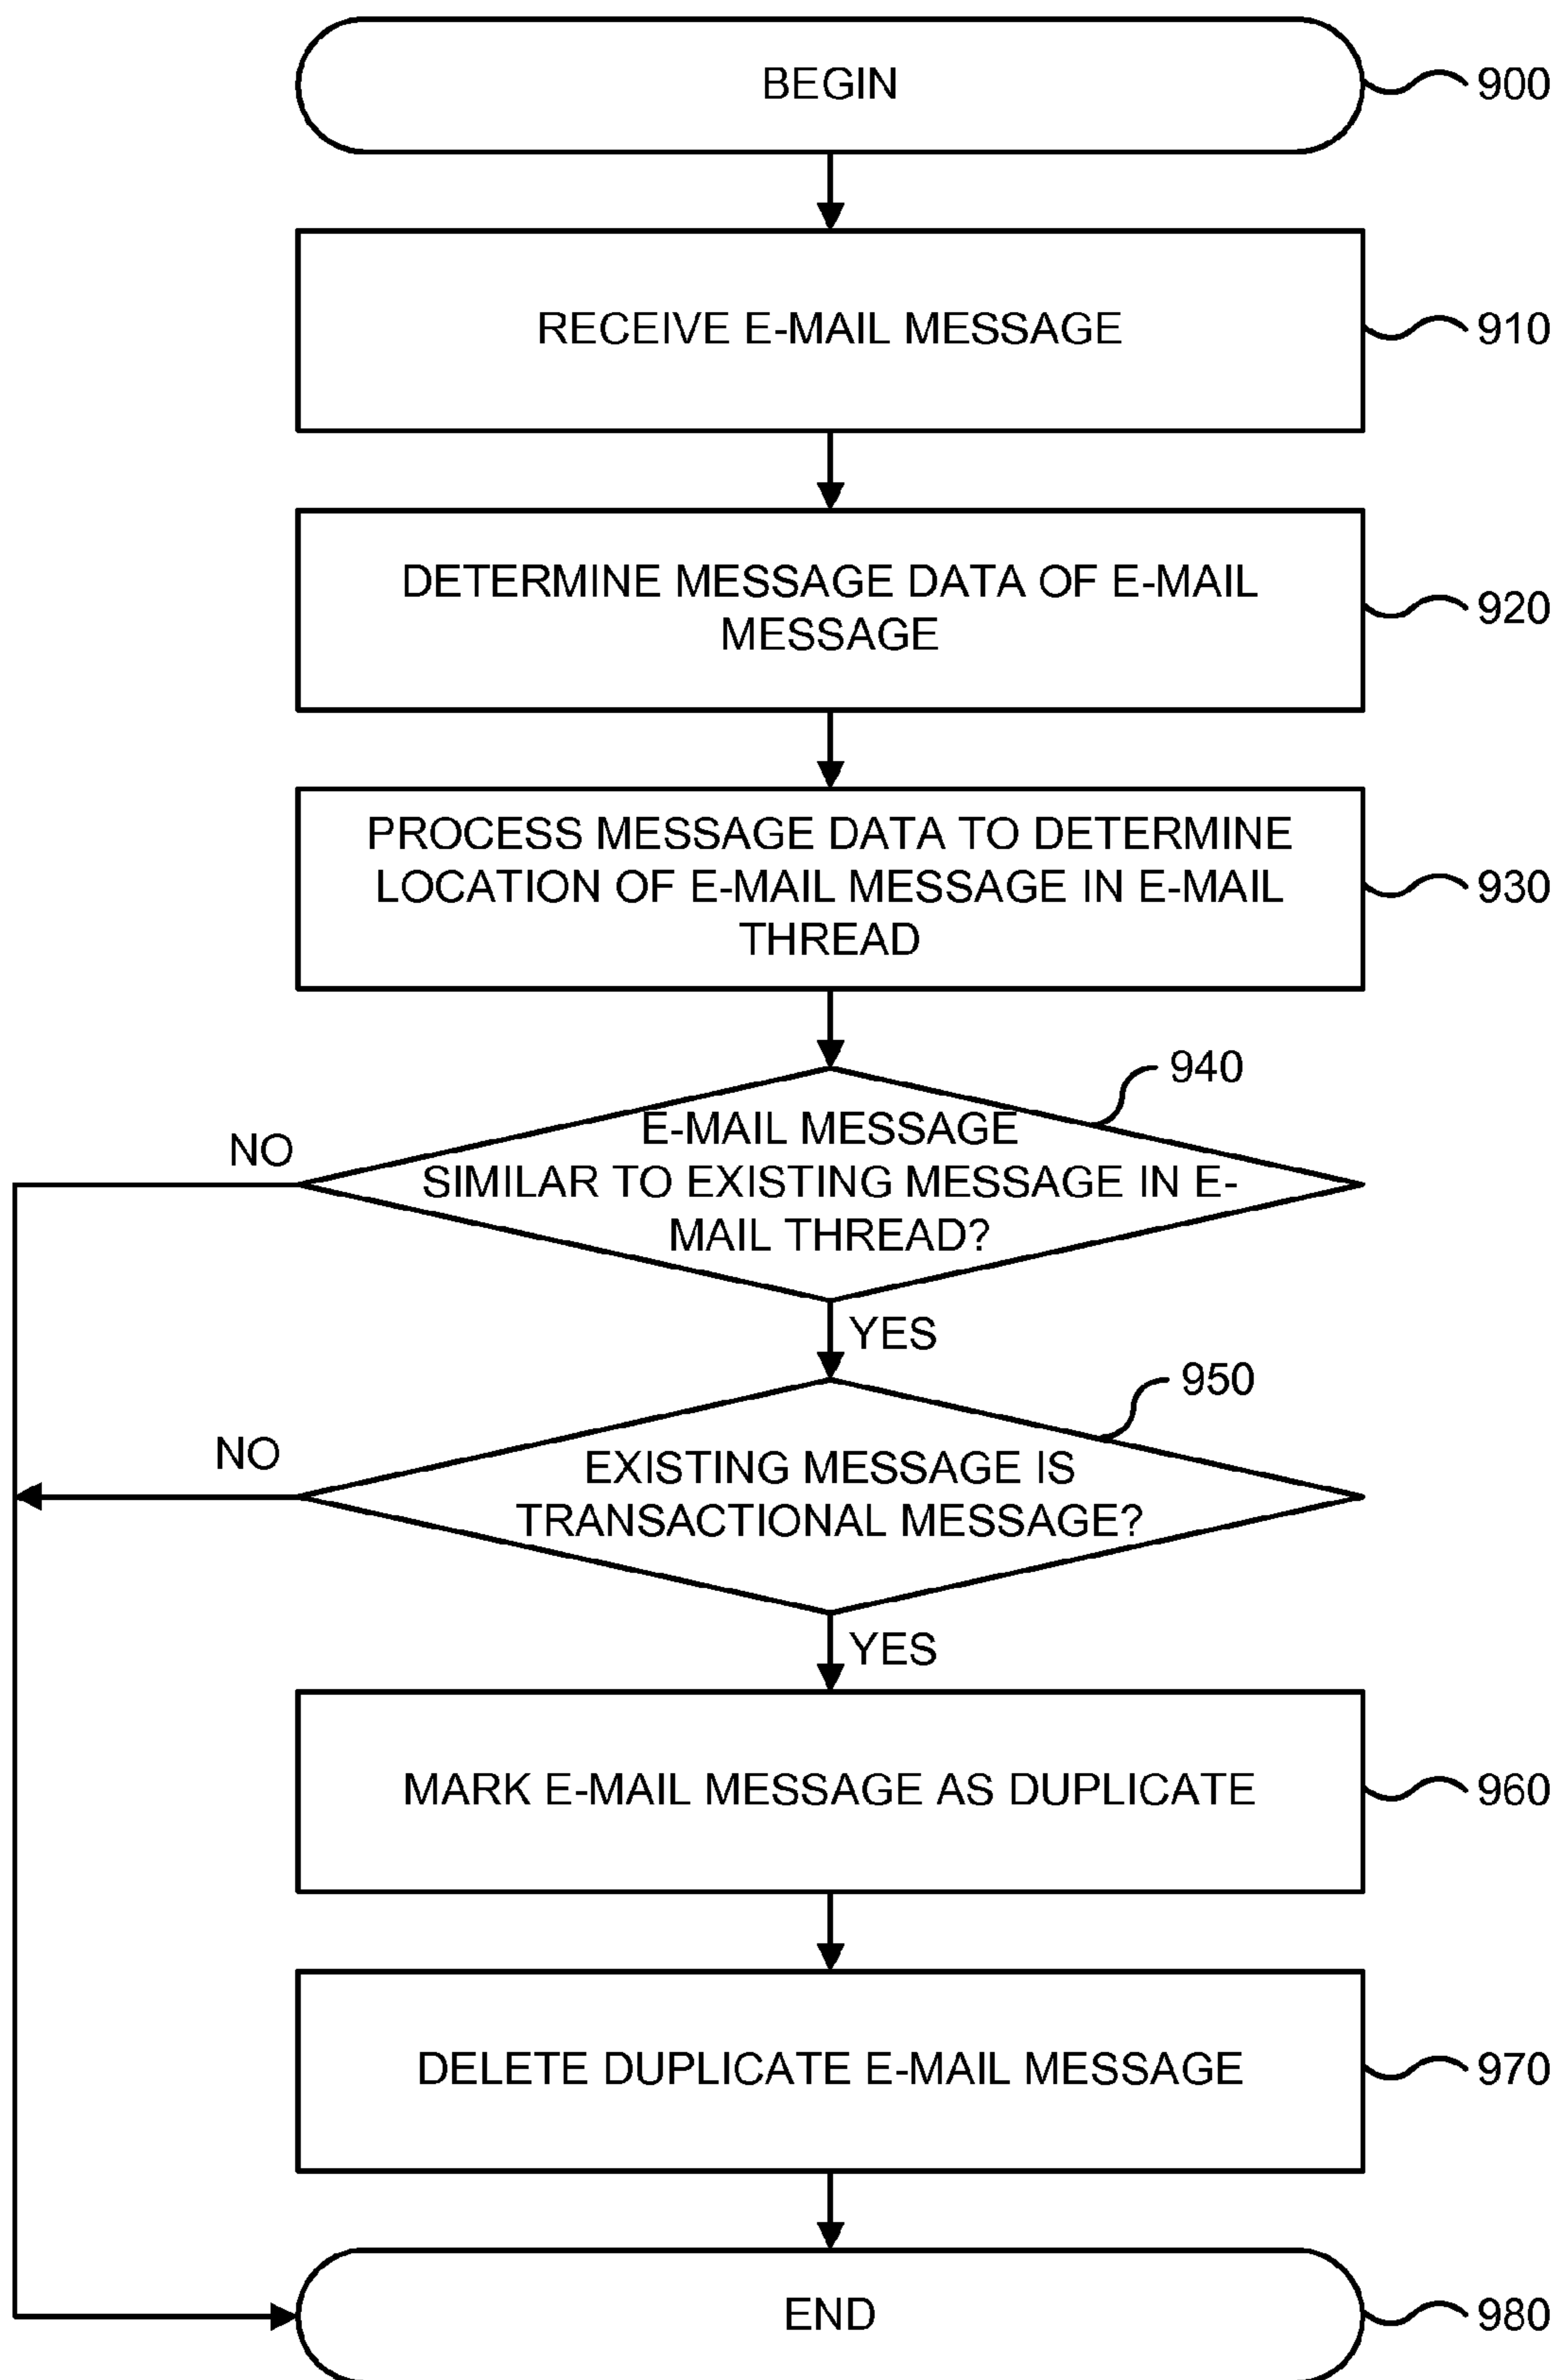 BEGIN
900
RECEIVE E-MAIL MESSAGE
910
DETERMINE MESSAGE DATA OF E-MAIL
MESSAGE
920
PROCESS MESSAGE DATA TO DETERMINE
LOCATION OF E-MAIL MESSAGE IN E-MAIL
THREAD
930
940
E-MAIL MESSAGE
SIMILAR TO EXISTING MESSAGE IN E-
MAIL THREAD?
NO
YES
950
EXISTING MESSAGE IS
TRANSACTIONAL MESSAGE?
NO
YES
MARK E-MAIL MESSAGE AS DUPLICATE
960
DELETE DUPLICATE E-MAIL MESSAGE
970
END
980